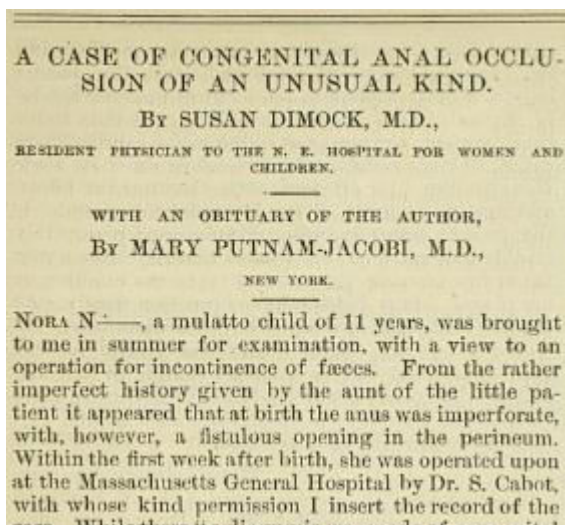 A CASE OF CONGENITAL ANAL OCCLU-
SION OF AN UNUSUAL KIND.
BY SUSAN DIMOCK, M.D.,
RESIDENT PHYSICIAN TO THE N. E. HOSPITAL FOR WOMEN AND
CHILDREN.
WITH AN OBITUARY OF THE AUTHOR,
BY MARY PUTNAM-JACOBI, M.D.,
NEW YORK.
NORA N——, a mulatto child of 11 years, was brought
to me in summer for examination, with a view to an
operation for incontinence of fæces. From the rather
imperfect history given by the aunt of the little pa-
tient it appeared that at birth the anus was imperforate,
with, however, a fistulous opening in the perineum.
Within the first week after birth, she was operated upon
at the Massachusetts General Hospital by Dr. S. Cabot,
with whose kind permission I insert the record of the